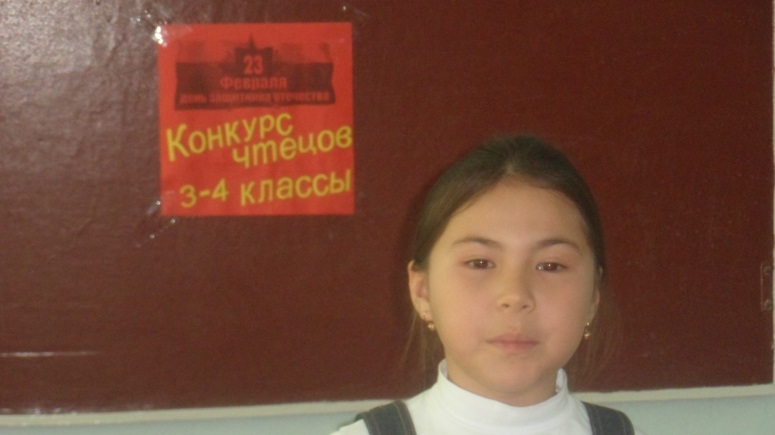 23
Февраля
день защитника отечества
Конкурс
чтецов
3-4 классы